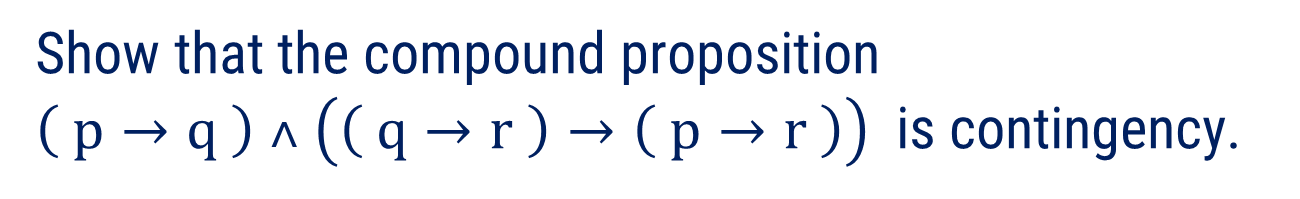 Show that the compound proposition
( p → q ) ∧ (( q → r ) → ( p → r )) is contingency.